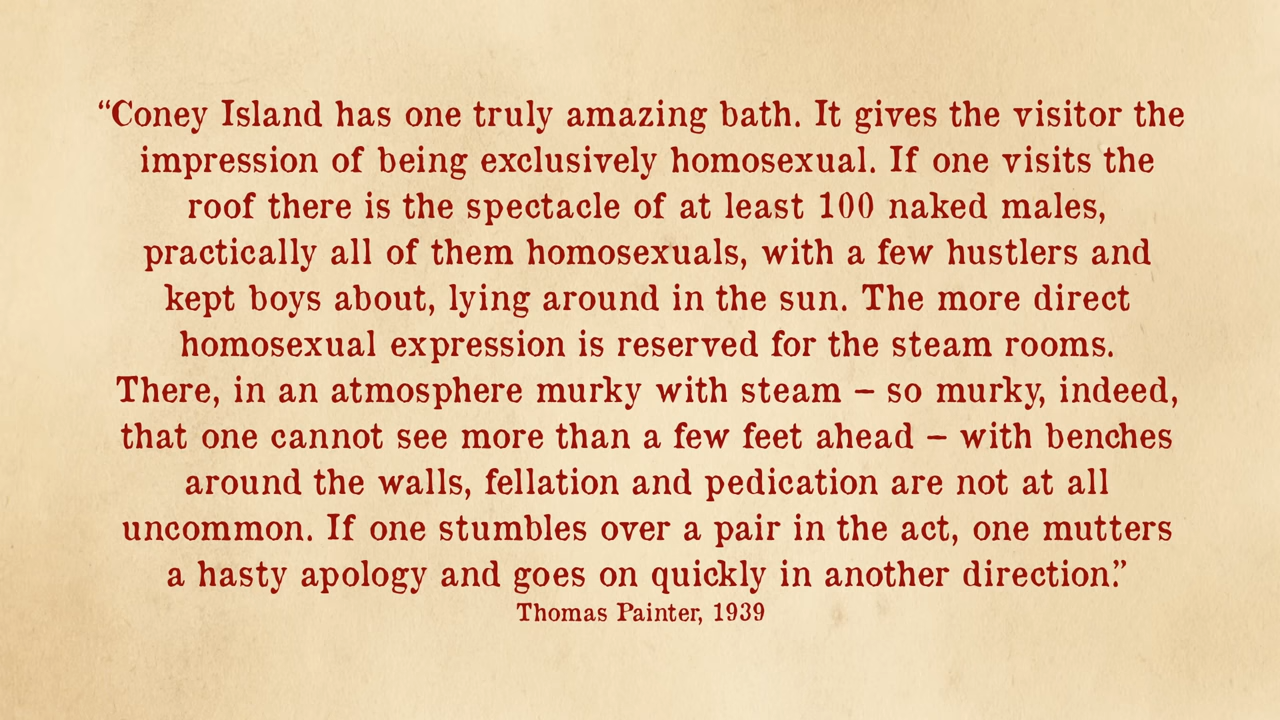 “Coney Island has one truly amazing bath. It gives the visitor the
impression of being exclusively homosexual. If one visits the
roof there is the spectacle of at least 100 naked males,
practically all of them homosexuals, with a few hustlers and
kept boys about, lying around in the sun. The more direct
homosexual expression is reserved for the steam rooms.
There, in an atmosphere murky with steam – so murky, indeed,
that one cannot see more than a few feet ahead – with benches
around the walls, fellation and pedication are not at all
uncommon. If one stumbles over a pair in the act, one mutters
a hasty apology and goes on quickly in another direction.”
Thomas Painter, 1939